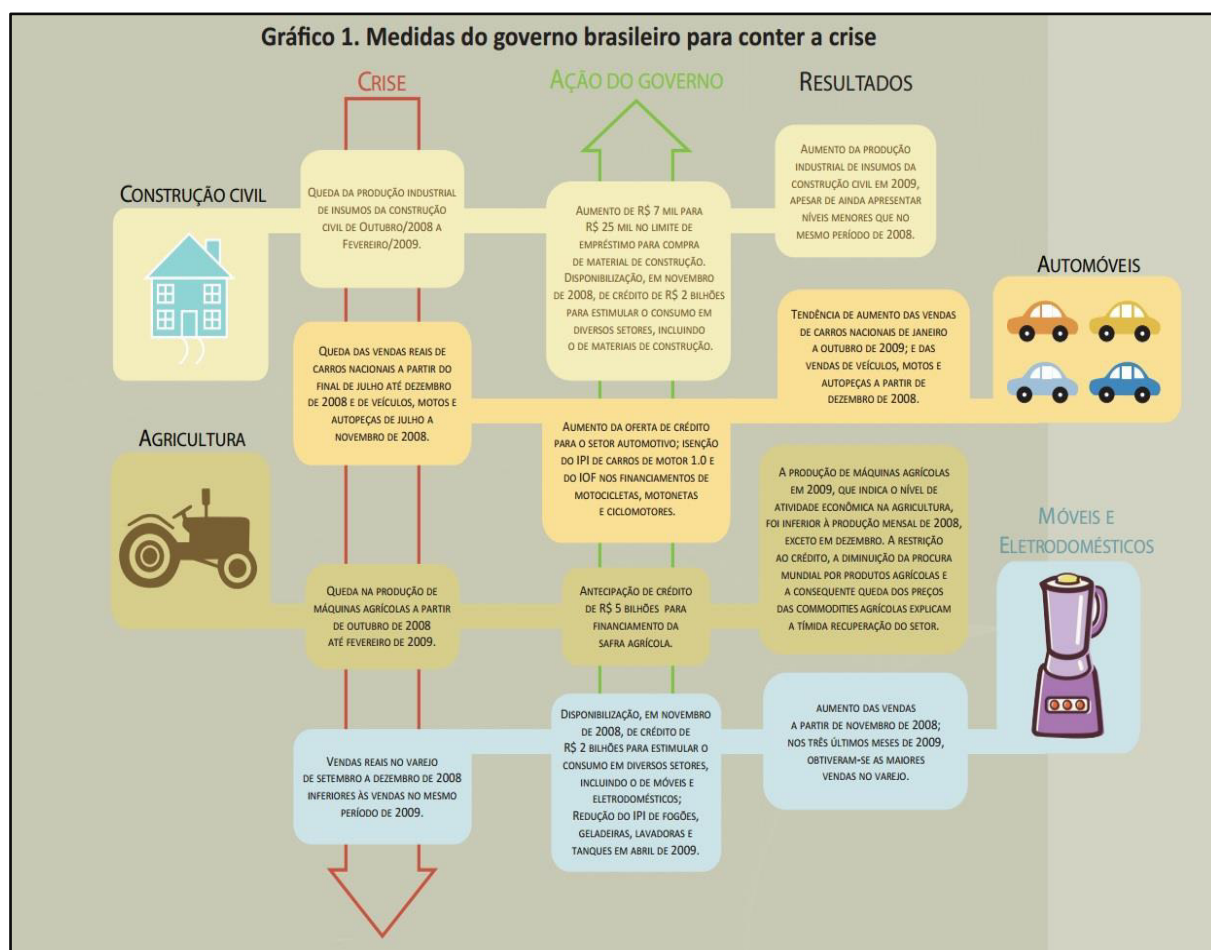 Gráfico 1. Medidas do governo brasileiro para conter a crise
CRISE
AÇÃO DO GOVERNO
RESULTADOS
CONSTRUÇÃO CIVIL
QUEDA DA PRODUÇÃO INDUSTRIAL
DE INSUMOS DA CONSTRUÇÃO
CIVIL DE OUTUBRO/2008 A
FEVEREIRO/2009.
AUMENTO DE R$ 7 MIL PARA
R$ 25 MIL NO LIMITE DE
EMPRÉSTIMO PARA COMPRA
DE MATERIAL DE CONSTRUÇÃO.
DISPONIBILIZAÇÃO, EM NOVEMBRO
DE 2008, DE CRÉDITO DE R$ 2 BILHÕES
PARA ESTIMULAR O CONSUMO EM
DIVERSOS SETORES, INCLUINDO
O DE MATERIAIS DE CONSTRUÇÃO.
AUMENTO DA PRODUÇÃO
INDUSTRIAL DE INSUMOS DA
CONSTRUÇÃO CIVIL EM 2009,
APESAR DE AINDA APRESENTAR
NÍVEIS MENORES QUE NO
MESMO PERÍODO DE 2008.
AUTOMÓVEIS
QUEDA DAS VENDAS REAIS DE
CARROS NACIONAIS A PARTIR DO
FINAL DE JULHO ATÉ DEZEMBRO
DE 2008 E DE VEÍCULOS, MOTOS E
AUTOPEÇAS DE JULHO A
NOVEMBRO DE 2008.
AUMENTO DA OFERTA DE CRÉDITO
PARA O SETOR AUTOMOTIVO; ISENÇÃO
DO IPI DE CARROS DE MOTOR 1.0 E
DO IOF NOS FINANCIAMENTOS DE
MOTOCICLETAS, MOTONETAS
E CICLOMOTORES.
TENDÊNCIA DE AUMENTO DAS VENDAS
DE CARROS NACIONAIS DE JANEIRO
A OUTUBRO DE 2009; E DAS
VENDAS DE VEÍCULOS, MOTOS E
AUTOPEÇAS A PARTIR DE
DEZEMBRO DE 2008.
AGRICULTURA
QUEDA NA PRODUÇÃO DE
MÁQUINAS AGRÍCOLAS A PARTIR
DE OUTUBRO DE 2008
ATÉ FEVEREIRO DE 2009.
ANTECIPAÇÃO DE CRÉDITO
DE R$ 5 BILHÕES PARA
FINANCIAMENTO DA
SAFRA AGRÍCOLA.
A PRODUÇÃO DE MÁQUINAS AGRÍCOLAS
EM 2009, QUE INDICA O NÍVEL DE
ATIVIDADE ECONÔMICA NA AGRICULTURA,
FOI INFERIOR À PRODUÇÃO MENSAL DE 2008,
EXCETO EM DEZEMBRO. A RESTRIÇÃO
AO CRÉDITO, A DIMINUIÇÃO DA PROCURA
MUNDIAL POR PRODUTOS AGRÍCOLAS E
A CONSEQUENTE QUEDA DOS PREÇOS
DAS COMMODITIES AGRÍCOLAS EXPLICAM
A TÍMIDA RECUPERAÇÃO DO SETOR.
MÓVEIS E
ELETRODOMÉSTICOS
VENDAS REAIS NO VAREJO
DE SETEMBRO A DEZEMBRO DE 2008
INFERIORES ÀS VENDAS NO MESMO
PERÍODO DE 2009.
DISPONIBILIZAÇÃO, EM NOVEMBRO
DE 2008, DE CRÉDITO DE
R$ 2 BILHÕES PARA ESTIMULAR O
CONSUMO EM DIVERSOS SETORES,
INCLUINDO O DE MÓVEIS E
ELETRODOMÉSTICOS;
REDUÇÃO DO IPI DE FOGÕES,
GELADEIRAS, LAVADORAS E
TANQUES EM ABRIL DE 2009.
AUMENTO DAS VENDAS
A PARTIR DE NOVEMBRO DE 2008;
NOS TRÊS ÚLTIMOS MESES DE 2009,
OBTIVERAM-SE AS MAIORES
VENDAS NO VAREJO.